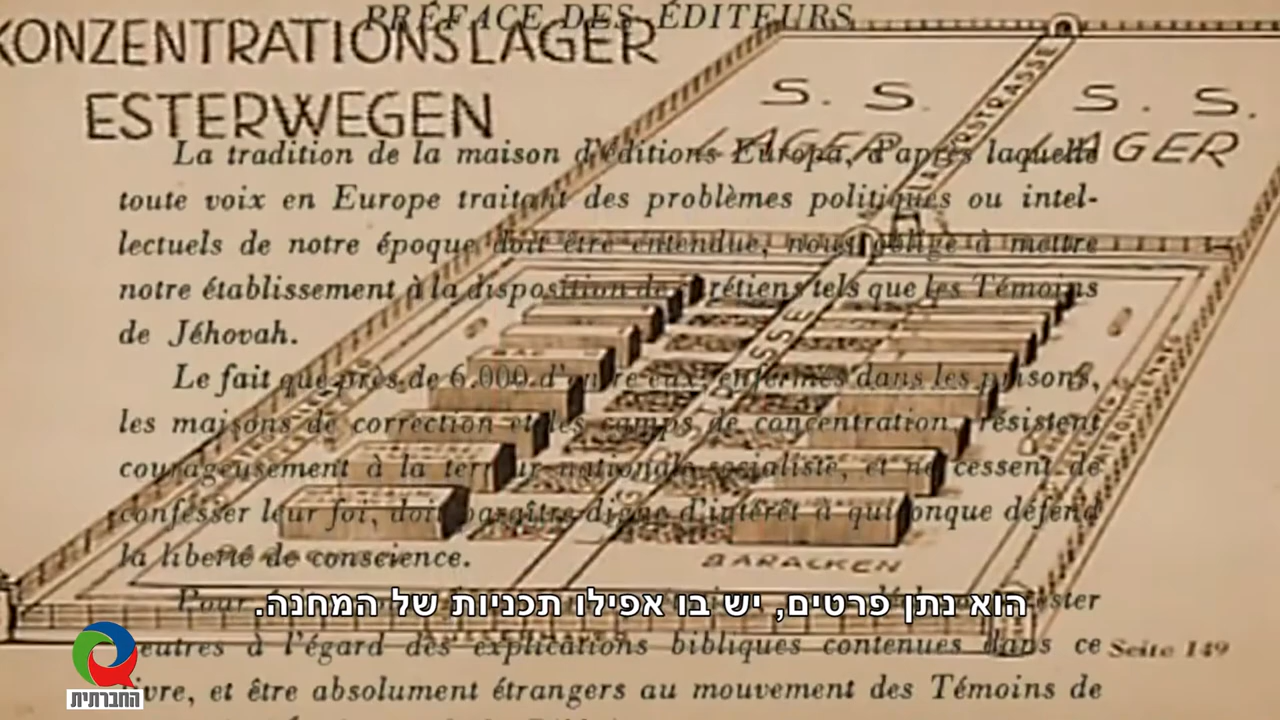 PRÉFACE DES ÉDITEURS
KONZENTRATIONSLAGER
ESTERWEGEN
S. S. LAGER
S. S. LAGER
LAGERSTRASSE
La tradition de la maison d'éditions Europa, d'après laquelle
toute voix en Europe traitant des problèmes politiques ou intel-
lectuels de notre époque doit être entendue, nous oblige à mettre
notre établissement à la disposition de chrétiens tels que les Témoins
de Jéhovah.
Le fait que près de 6.000 d'entre eux, enfermés dans les prisons,
les maisons de correction et les camps de concentration, résistent
courageusement à la terreur nationale-socialiste, et ne cessent de
confesser leur foi, doit paraître digne d'intérêt à quiconque défend
la liberté de conscience.
BARACKEN
Pour
הוא נתן פרטים, יש בו אפילו תכניות של המחנה.
neutres à l'égard des explications bibliques contenues dans ce
Seite 149
livre, et être absolument étrangers au mouvement des Témoins de
החברתית